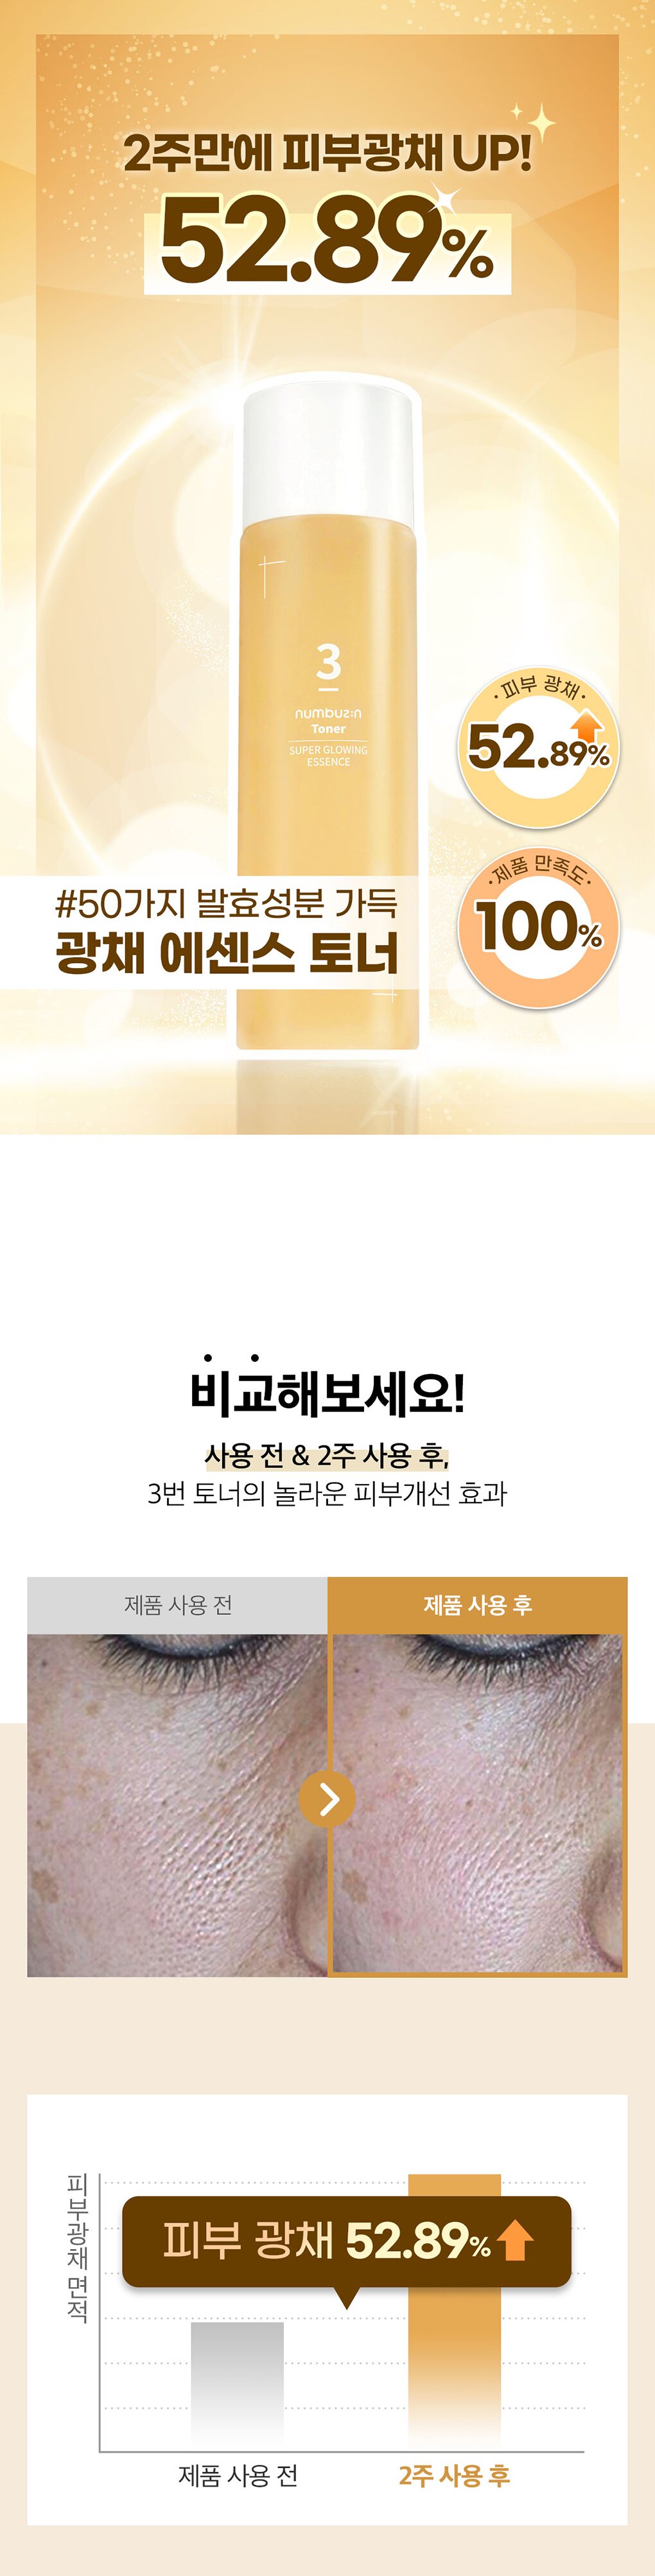 2주만에 피부광채 UP!
52.89%
3
numbuz:n
Toner
SUPER GLOWING
ESSENCE
·피부 광채·
52.89%
·제품 만족도·
100%
#50가지 발효성분 가득
광채 에센스 토너
비교해보세요!
사용 전 & 2주 사용 후,
3번 토너의 놀라운 피부개선 효과
제품 사용 전
제품 사용 후
피부광채 면적
피부 광채 52.89%
제품 사용 전
2주 사용 후